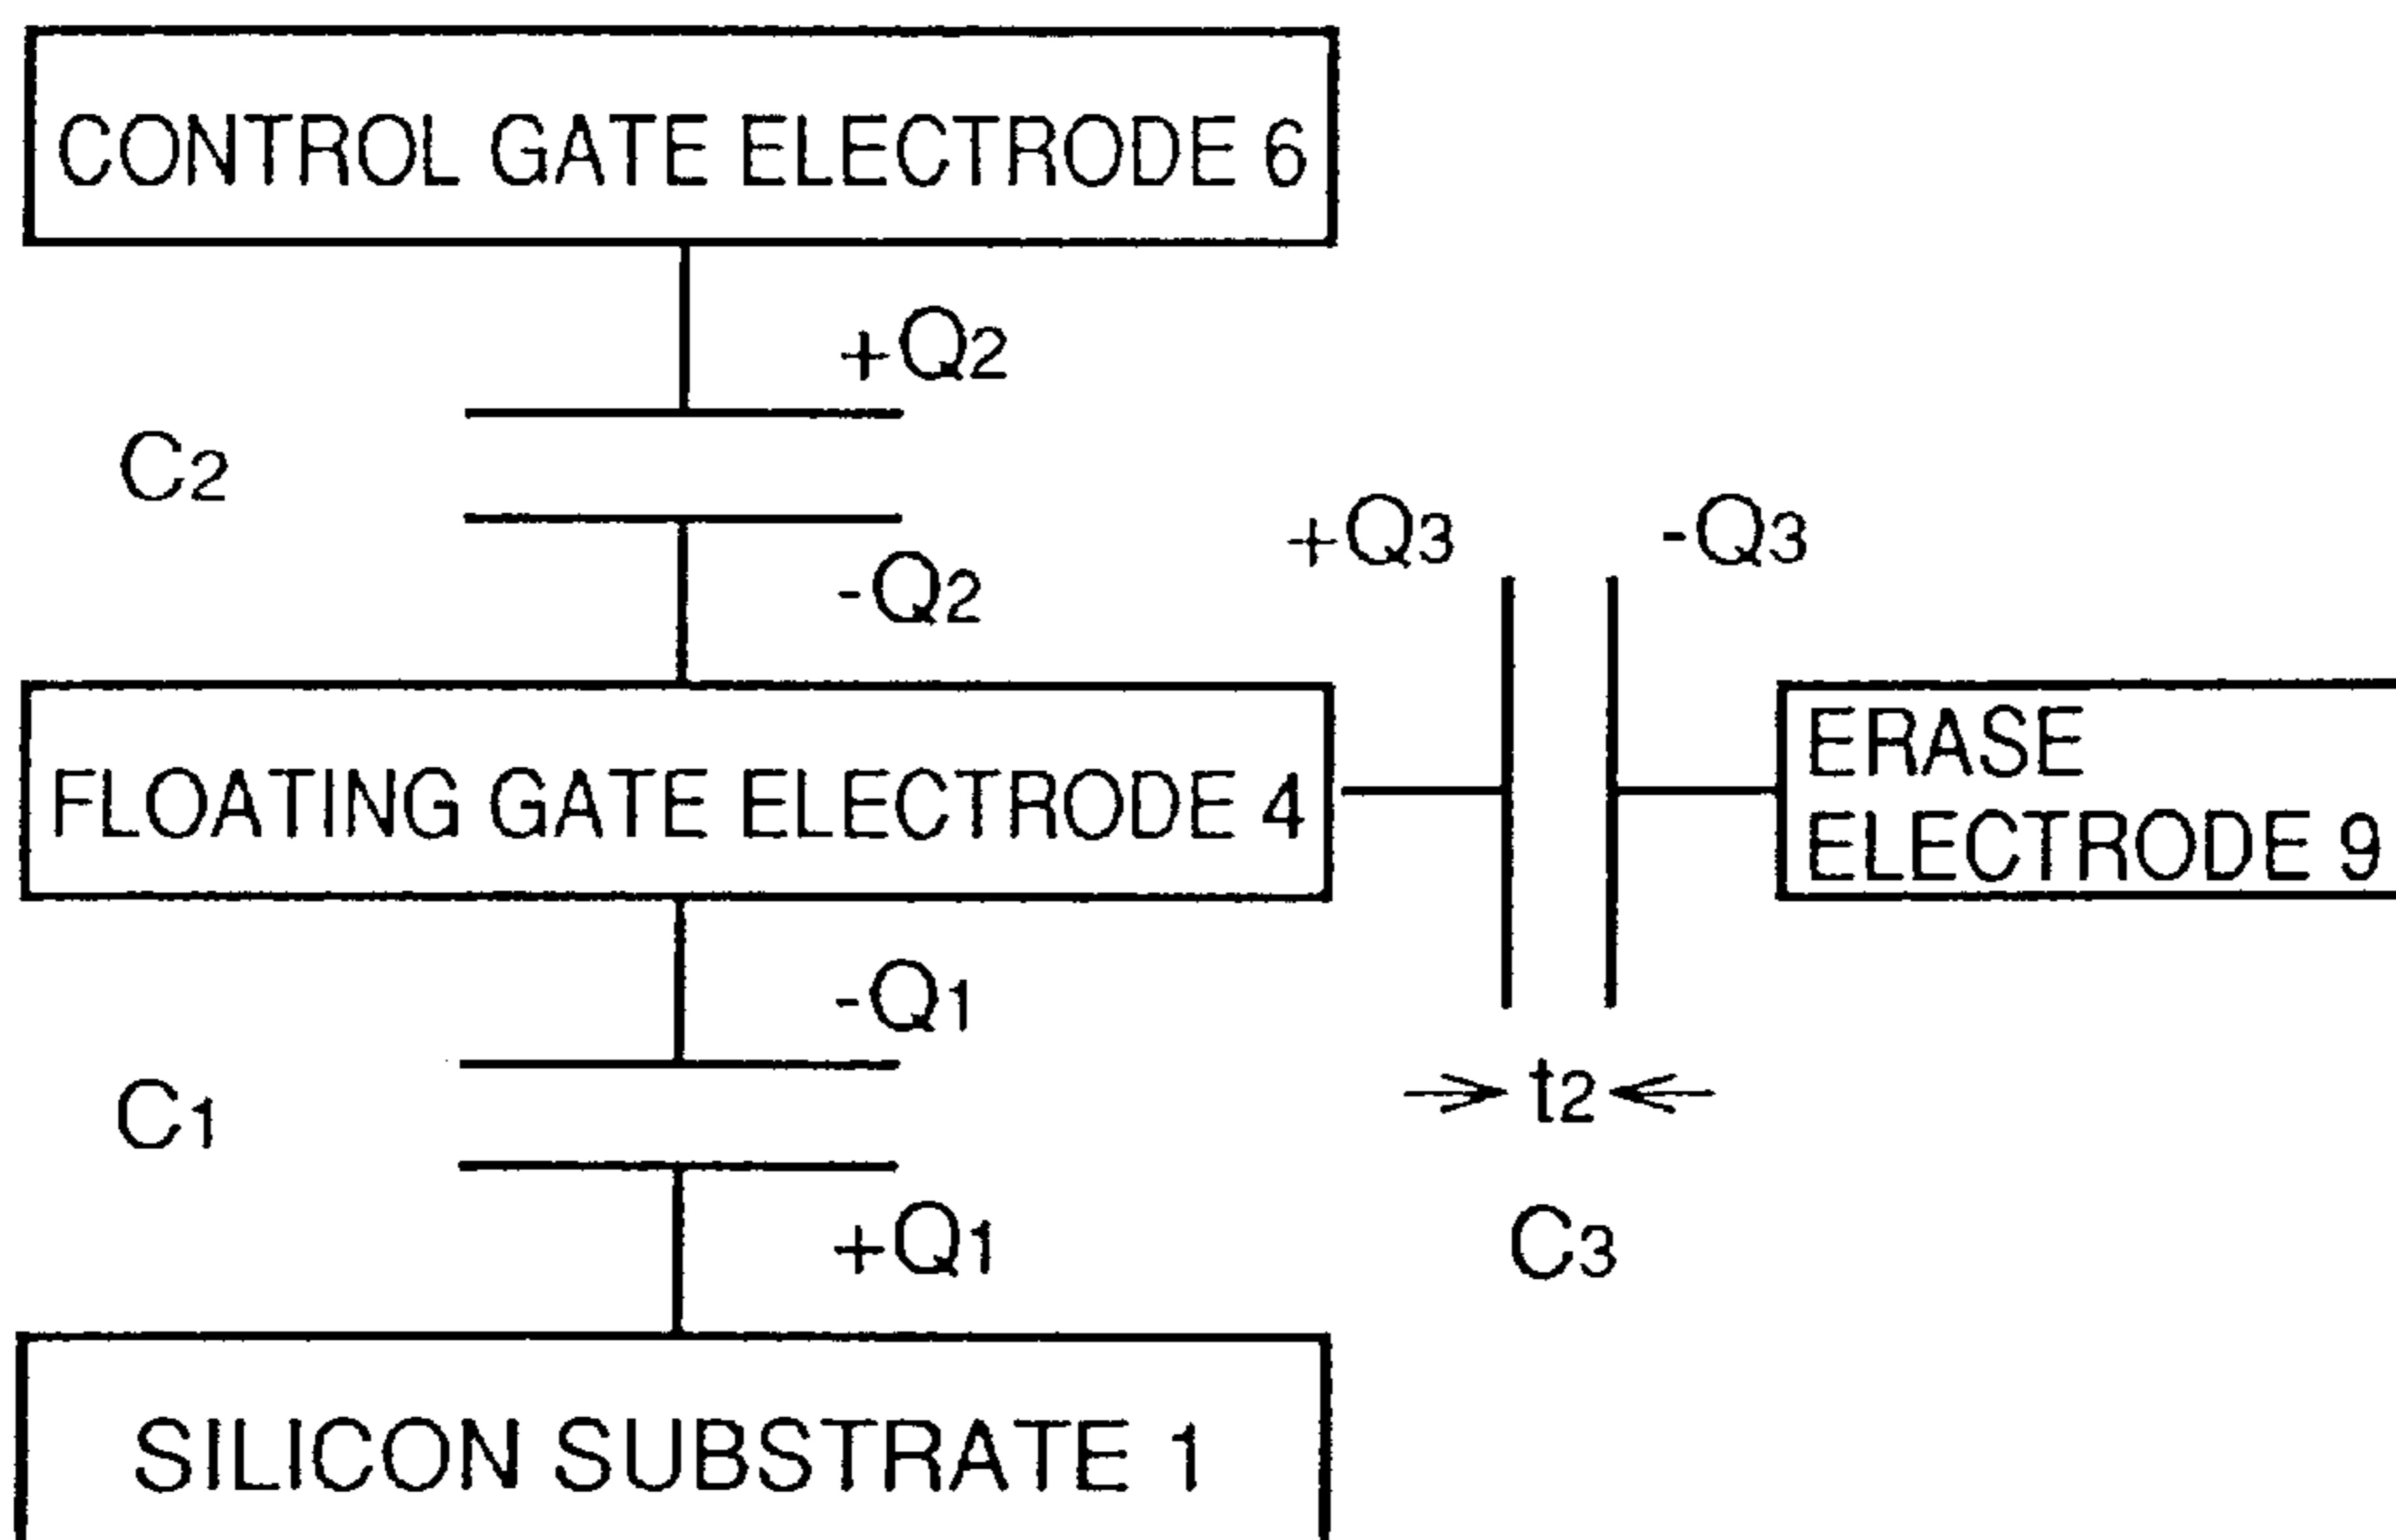 CONTROL GATE ELECTRODE 6
+Q2
C2
-Q2
+Q3
-Q3
FLOATING GATE ELECTRODE 4
ERASE
ELECTRODE 9
-Q1
C1
t2
+Q1
C3
SILICON SUBSTRATE 1